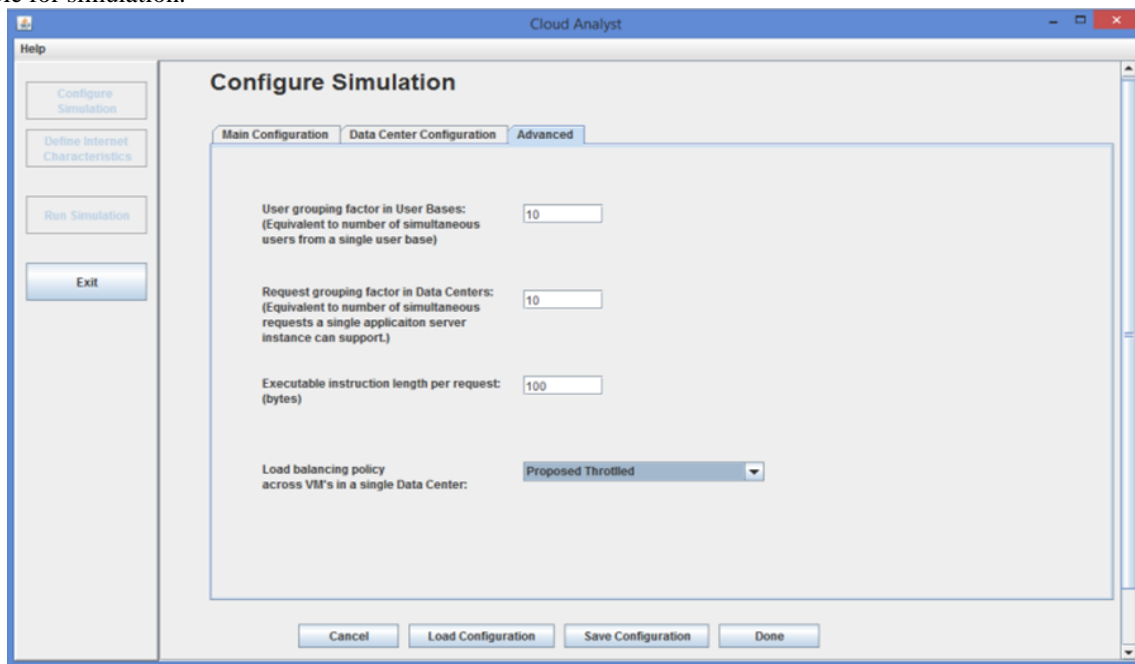 for simulation.
Cloud Analyst
Help
Configure
Simulation
Define Internet
Characteristics
Run Simulation
Exit
Configure Simulation
Main Configuration
Data Center Configuration
Advanced
User grouping factor in User Bases:
(Equivalent to number of simultaneous
users from a single user base)
10
Request grouping factor in Data Centers:
(Equivalent to number of simultaneous
requests a single applicaiton server
instance can support.)
10
Executable instruction length per request:
(bytes)
100
Load balancing policy
across VM's in a single Data Center:
Proposed Throtlled
Cancel
Load Configuration
Save Configuration
Done